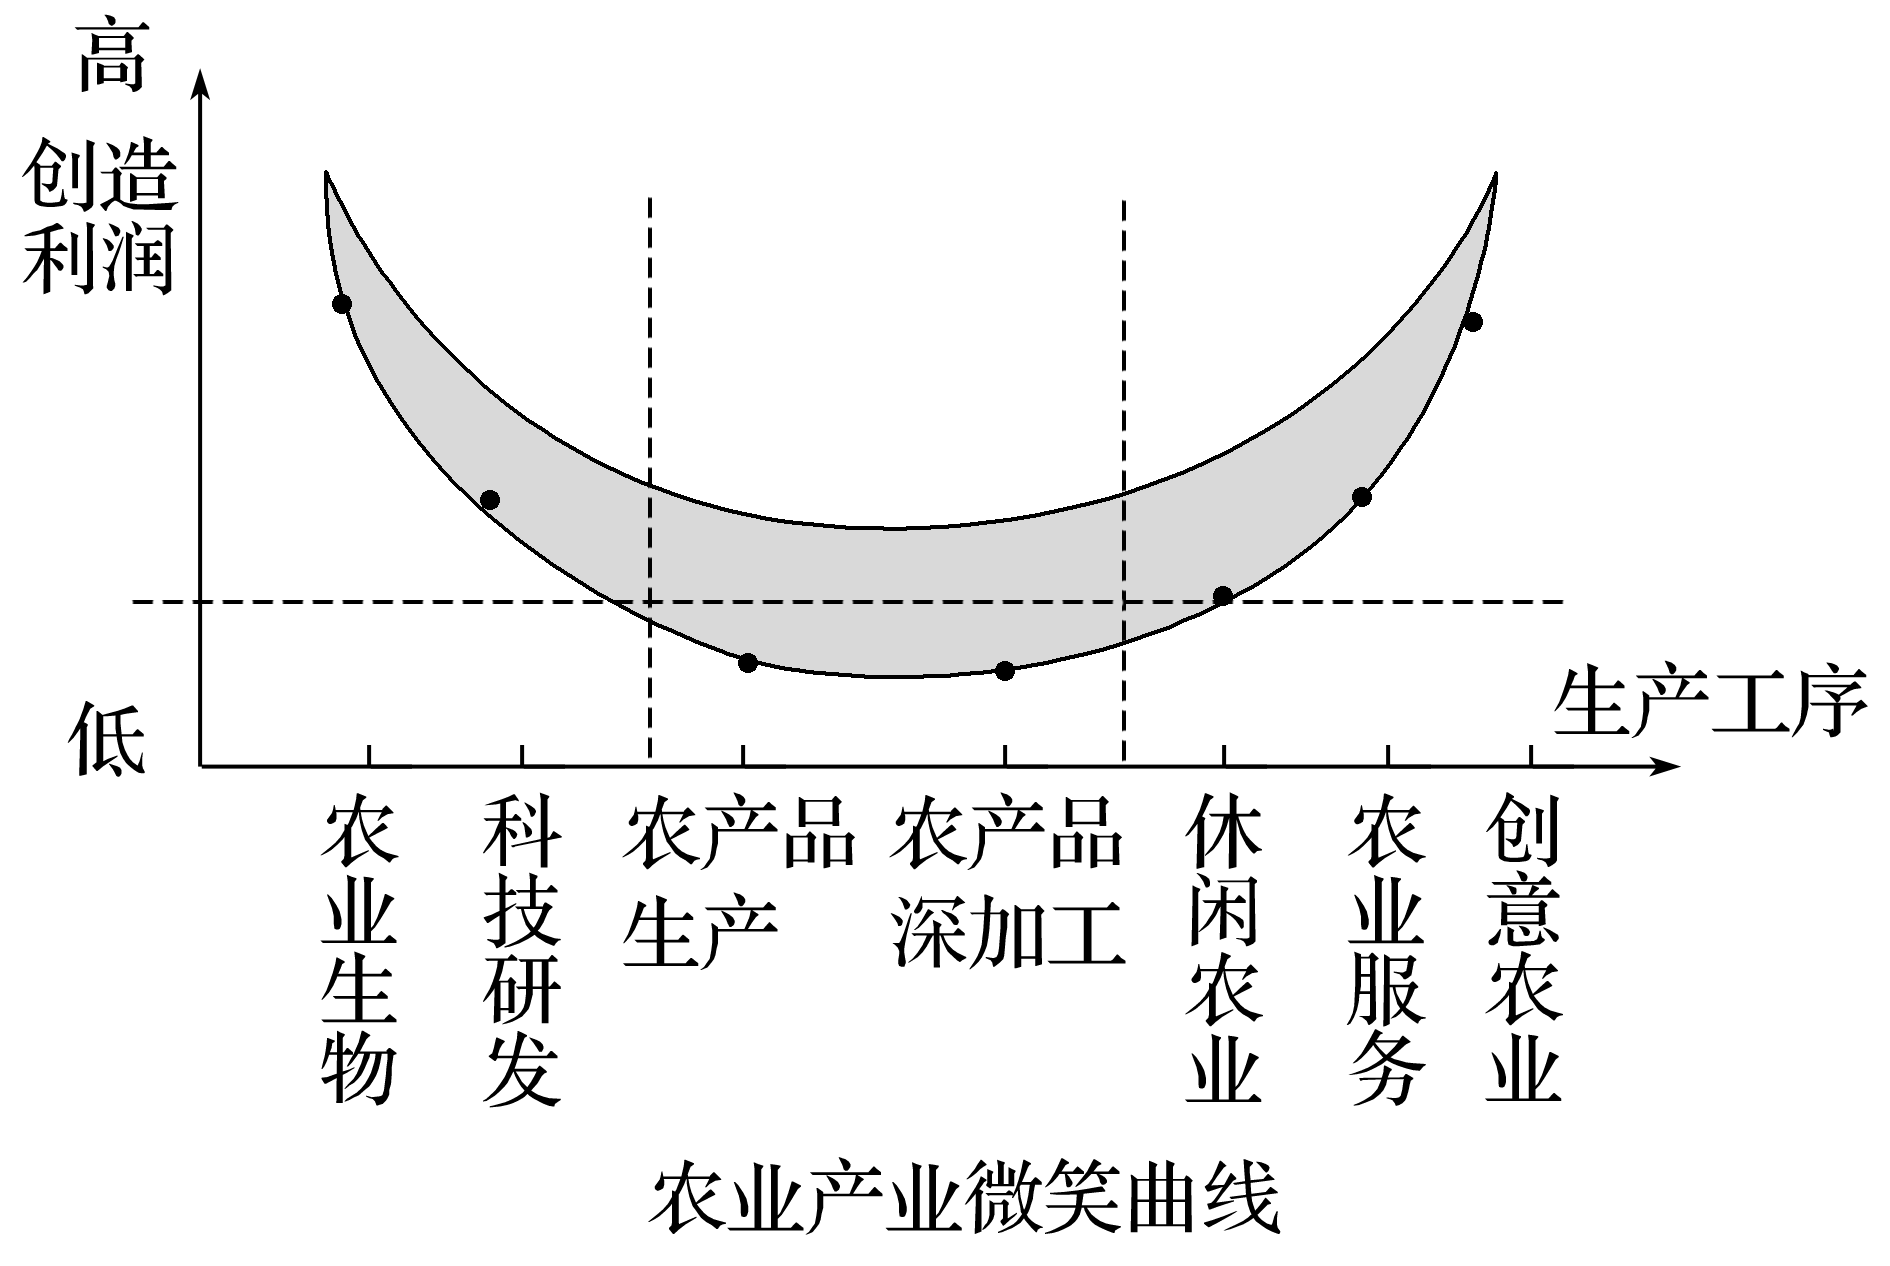 高
创造
利润
低
生产工序
农业生物
科技研发
农产品
生产
农产品
深加工
休闲农业
农业服务
创意农业
农业产业微笑曲线